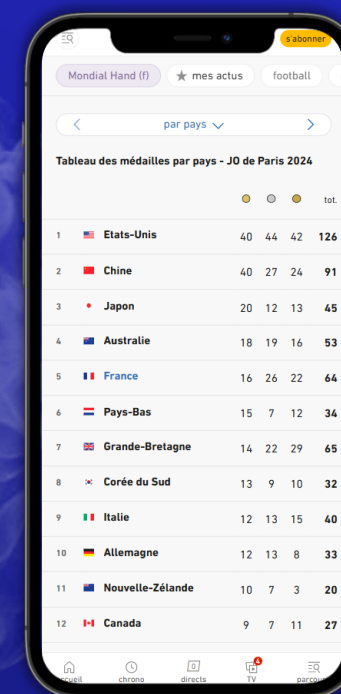 s'abonner
Mondial Hand (f) mes actus football
par pays
Tableau des médailles par pays - JO de Paris 2024
tot.
1 Etats-Unis 40 44 42 126
2 Chine 40 27 24 91
3 Japon 20 12 13 45
4 Australie 18 19 16 53
5 France 16 26 22 64
6 Pays-Bas 15 7 12 34
7 Grande-Bretagne 14 22 29 65
8 Corée du Sud 13 9 10 32
9 Italie 12 13 15 40
10 Allemagne 12 13 8 33
11 Nouvelle-Zélande 10 7 3 20
12 Canada 9 7 11 27
0 4
cueil chrono directs TV parcou